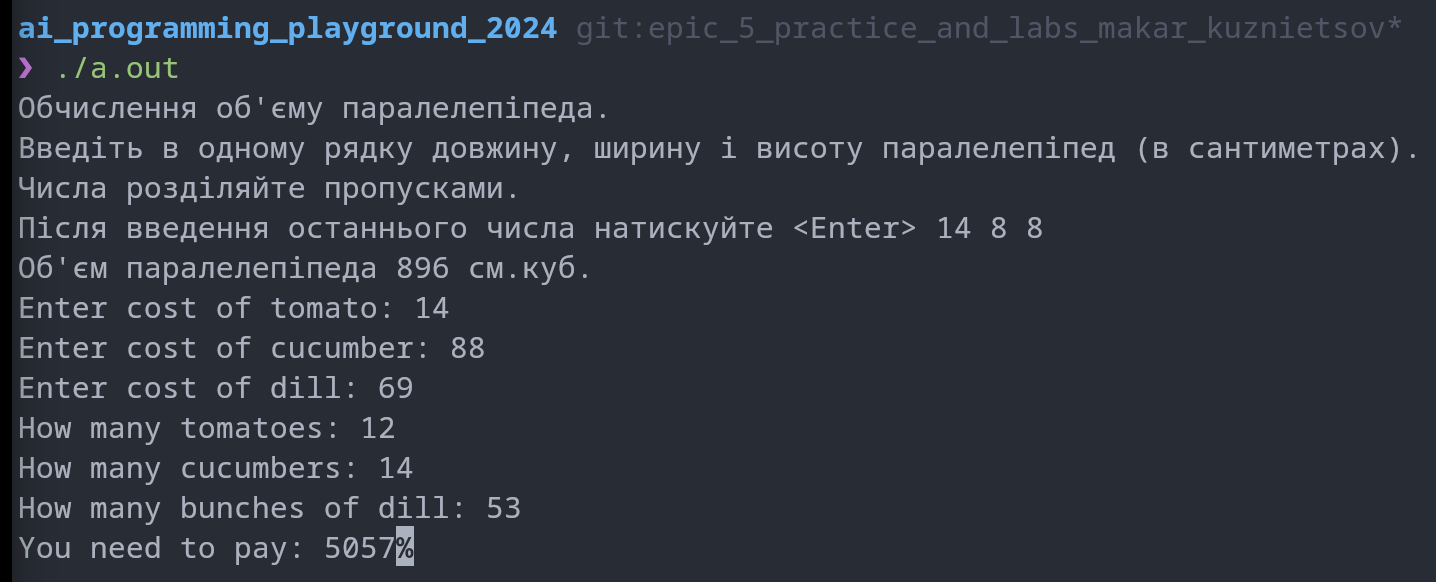 ai_programming_playground_2024 git:epic_5_practice_and_labs_makar_kuznietsov*
❯ ./a.out
Обчислення об'єму паралелепіпеда.
Введіть в одному рядку довжину, ширину і висоту паралелепіпед (в сантиметрах).
Числа розділяйте пропусками.
Після введення останнього числа натискуйте <Enter> 14 8 8
Об'єм паралелепіпеда 896 см.куб.
Enter cost of tomato: 14
Enter cost of cucumber: 88
Enter cost of dill: 69
How many tomatoes: 12
How many cucumbers: 14
How many bunches of dill: 53
You need to pay: 5057%